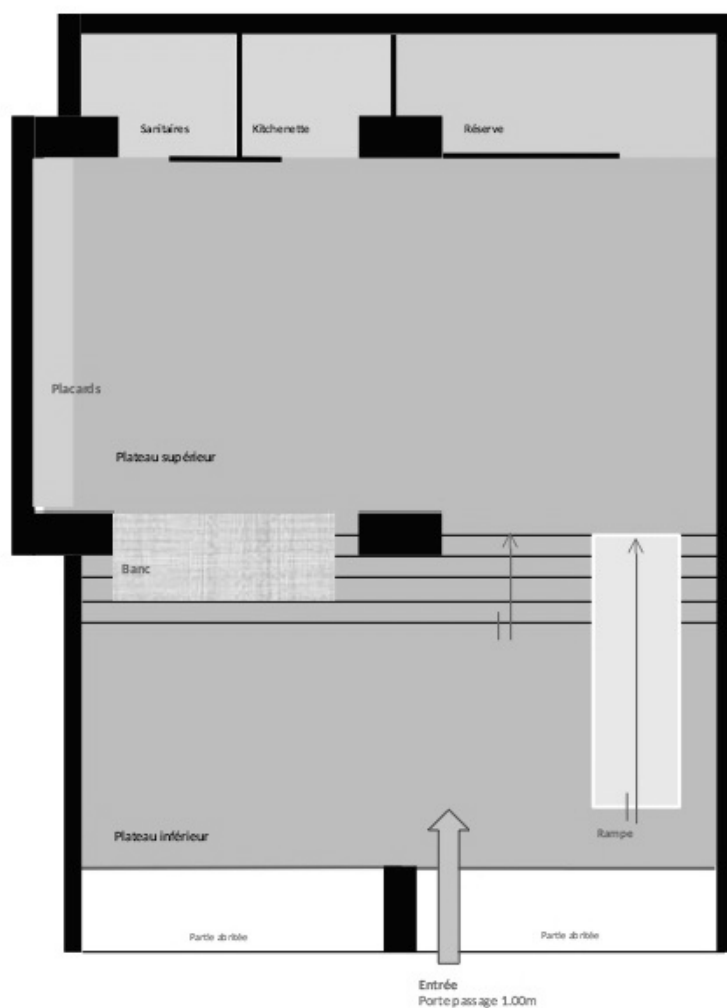 Sanitaires
Kitchenette
Réserve
Placards
Plateau supérieur
Banc
Plateau inférieur
Rampe
Partie abritée
Partie abritée
Entrée
Porte passage 1.00m